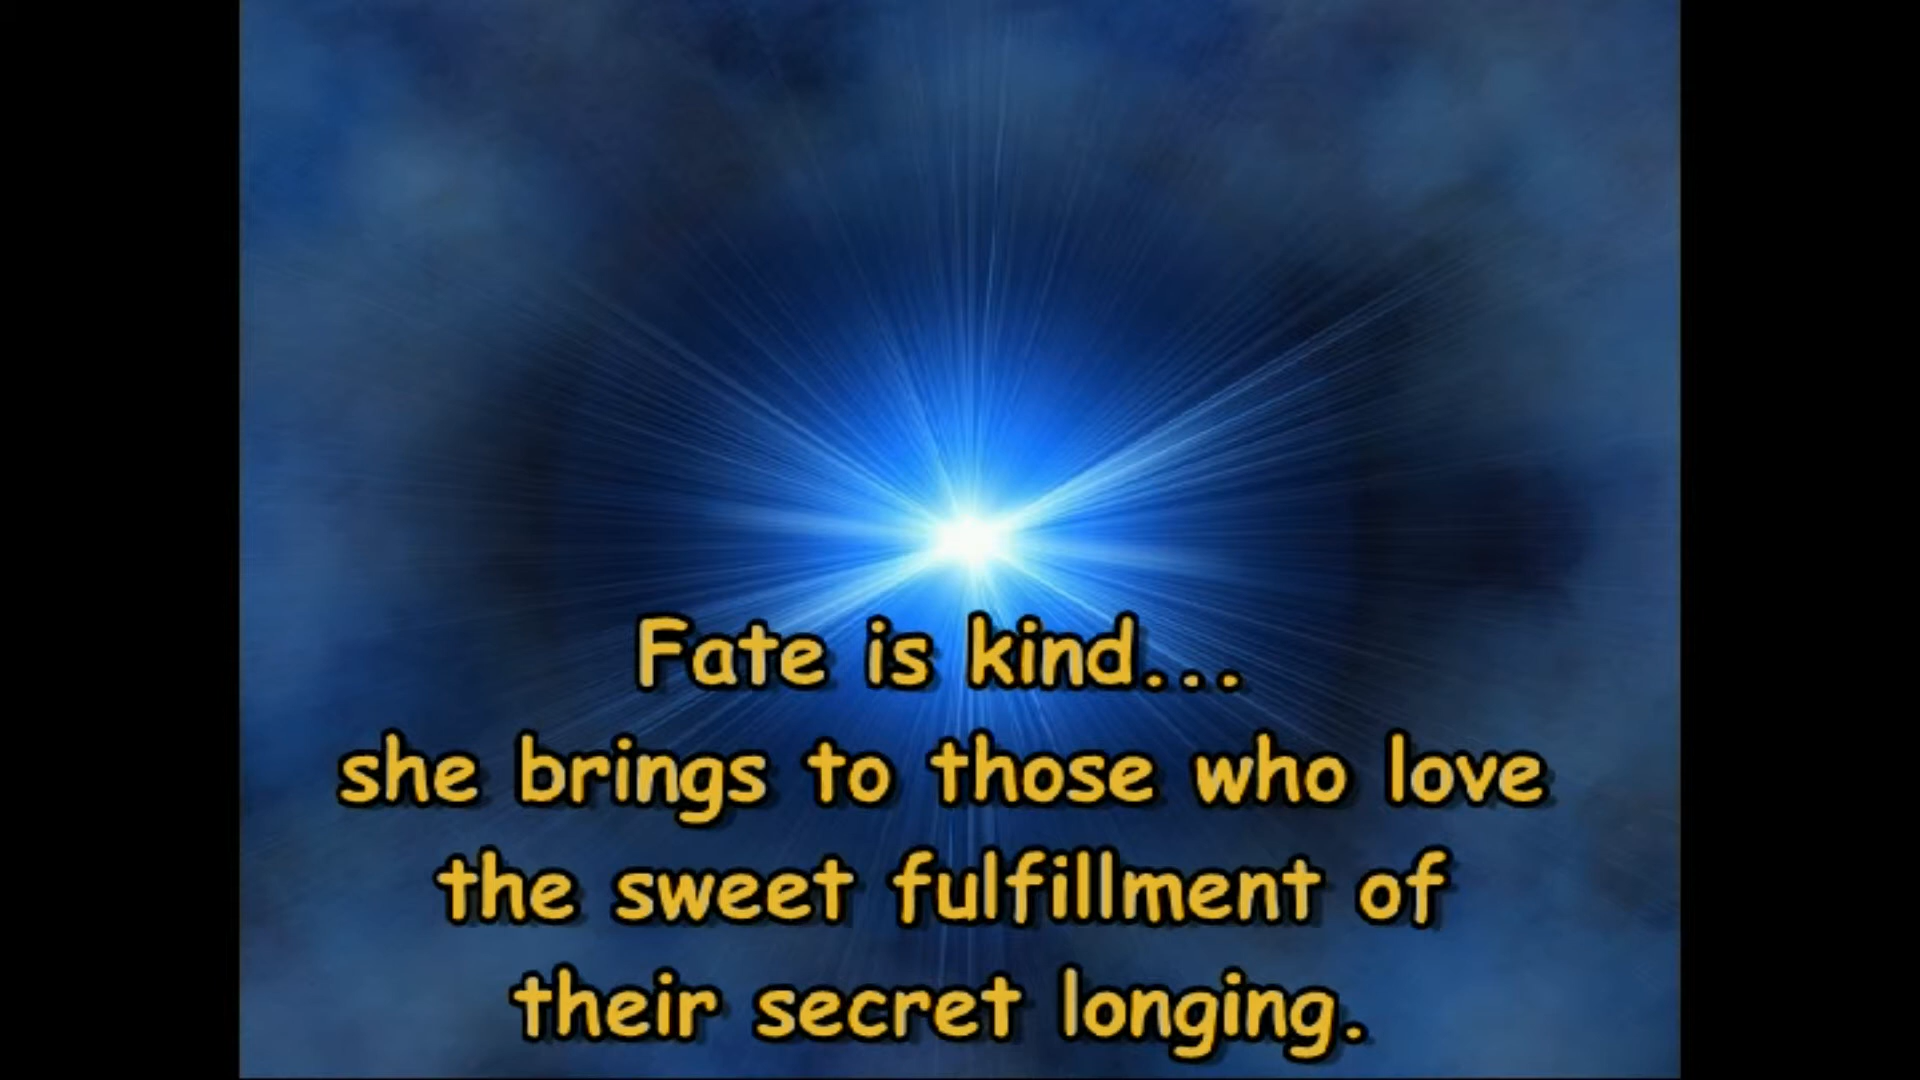 Fate is kind...
she brings to those who love
the sweet fulfillment of
their secret longing.